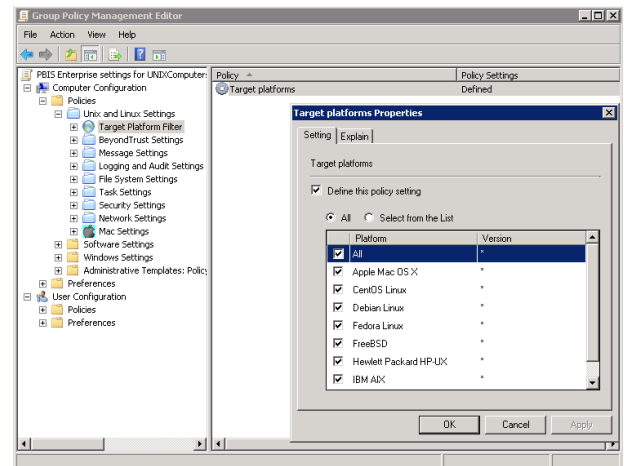 Group Policy Management Editor
File Action View Help
PBIS Enterprise settings for UNIXComputer:
Computer Configuration
Policies
Unix and Linux Settings
Target Platform Filter
BeyondTrust Settings
Message Settings
Logging and Audit Settings
File System Settings
Task Settings
Security Settings
Network Settings
Mac Settings
Software Settings
Windows Settings
Administrative Templates: Policy
Preferences
User Configuration
Policies
Preferences
Policy Policy Settings
Target platforms Defined
Target platforms Properties
Setting Explain
Target platforms
Define this policy setting
All Select from the List
Platform Version
All *
Apple Mac OS X *
CentOS Linux *
Debian Linux *
Fedora Linux *
FreeBSD *
Hewlett Packard HP-UX *
IBM AIX *
OK Cancel Apply